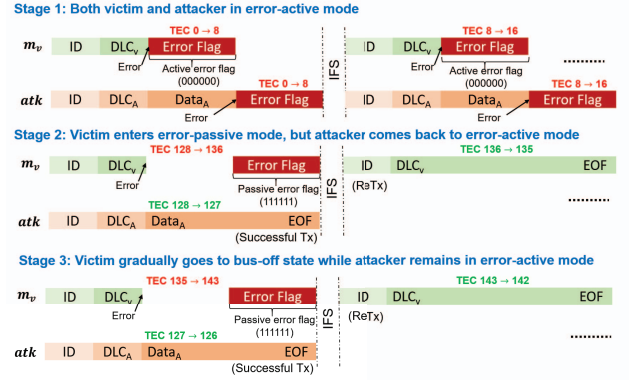 Stage 1: Both victim and attacker in error-active mode
TEC 0 → 8
TEC 8 → 16
m_v ID DLC_v Error Flag ID DLC_v Error Flag
Error Active error flag Error Active error flag
(000000) (000000)
TEC 0 → 8
IFS
TEC 8 → 16
atk ID DLC_A Data_A Error Flag ID DLC_A Data_A Error Flag
Error Error
..........
Stage 2: Victim enters error-passive mode, but attacker comes back to error-active mode
TEC 128 → 136
TEC 136 → 135
m_v ID DLC_v Error Flag ID DLC_v EOF
Error Passive error flag (ReTx)
(111111)
IFS
TEC 128 → 127
atk ID DLC_A Data_A EOF
(Successful Tx)
..........
Stage 3: Victim gradually goes to bus-off state while attacker remains in error-active mode
TEC 135 → 143
TEC 143 → 142
m_v ID DLC_v Error Flag ID DLC_v EOF
Error Passive error flag (ReTx)
(111111)
IFS
TEC 127 → 126
atk ID DLC_A Data_A EOF
(Successful Tx)
..........